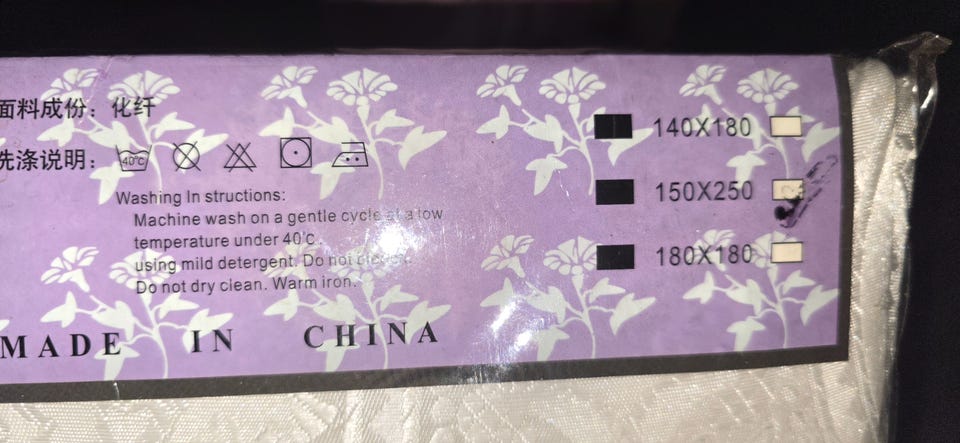 面料成份：化纤
洗涤说明：40℃
Washing In structions:
Machine wash on a gentle cycle at a low
temperature under 40℃.
using mild detergent. Do not
Do not dry clean. Warm iron.
MADE IN CHINA
140X180
150X250
180X180